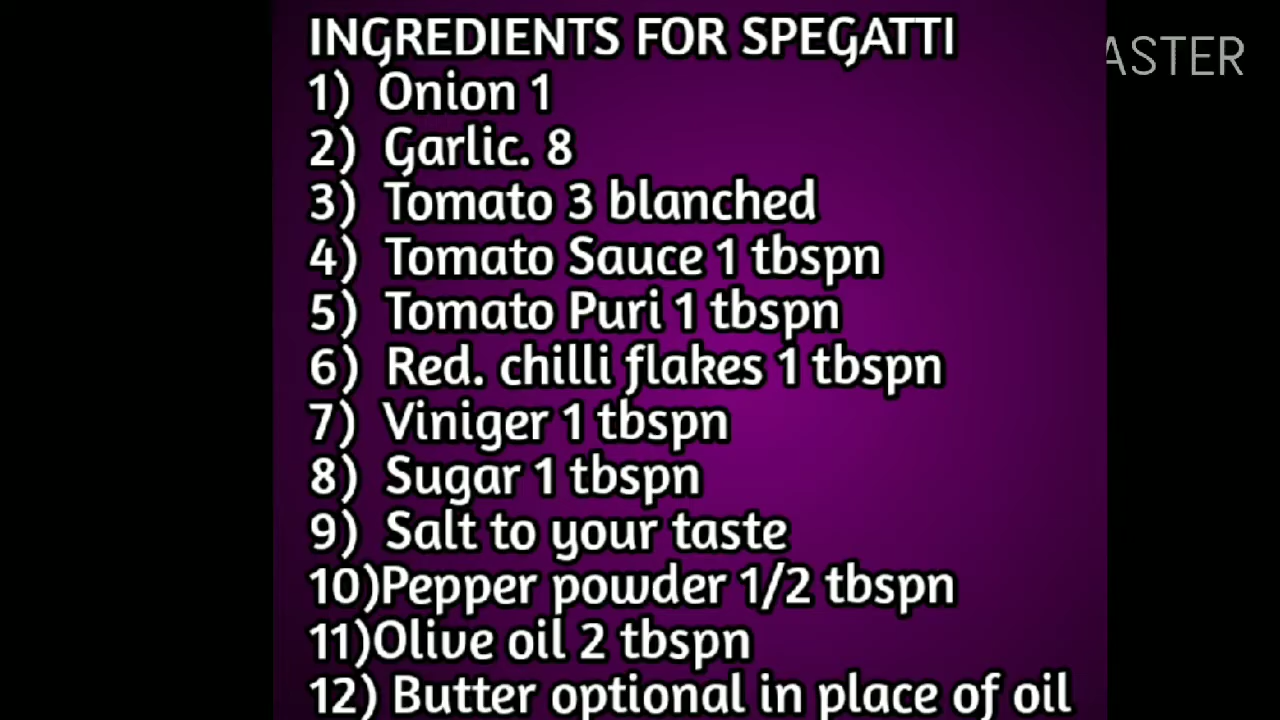 INGREDIENTS FOR SPEGATTI
ASTER
1) Onion 1
2) Garlic. 8
3) Tomato 3 blanched
4) Tomato Sauce 1 tbspn
5) Tomato Puri 1 tbspn
6) Red. chilli flakes 1 tbspn
7) Viniger 1 tbspn
8) Sugar 1 tbspn
9) Salt to your taste
10)Pepper powder 1/2 tbspn
11)Olive oil 2 tbspn
12) Butter optional in place of oil